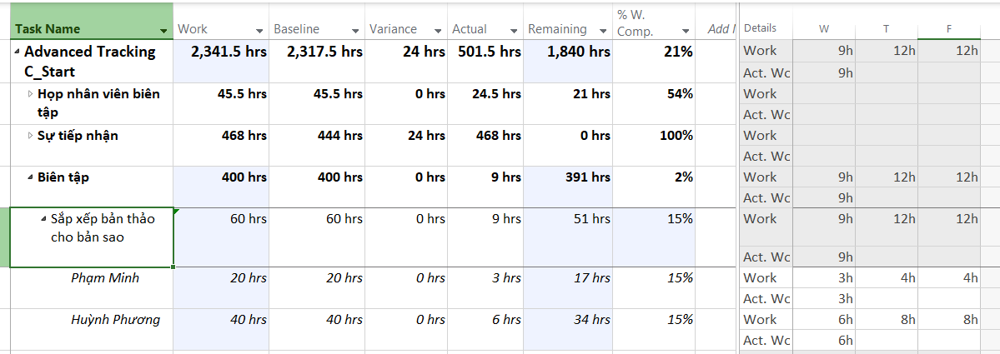 % W.
Task Name Work Baseline Variance Actual Remaining Comp. Add Details W T F
Advanced Tracking 2,341.5 hrs 2,317.5 hrs 24 hrs 501.5 hrs 1,840 hrs 21% Work 9h 12h 12h
C_Start Act. Wo 9h
Họp nhân viên biên 45.5 hrs 45.5 hrs 0 hrs 24.5 hrs 21 hrs 54% Work
tập Act. Wo
Sự tiếp nhận 468 hrs 444 hrs 24 hrs 468 hrs 0 hrs 100% Work
Act. Wo
Biên tập 400 hrs 400 hrs 0 hrs 9 hrs 391 hrs 2% Work 9h 12h 12h
Act. Wo 9h
Sắp xếp bản thảo 60 hrs 60 hrs 0 hrs 9 hrs 51 hrs 15% Work 9h 12h 12h
cho bản sao
Act. Wo 9h
Phạm Minh 20 hrs 20 hrs 0 hrs 3 hrs 17 hrs 15% Work 3h 4h 4h
Act. Wo 3h
Huỳnh Phương 40 hrs 40 hrs 0 hrs 6 hrs 34 hrs 15% Work 6h 8h 8h
Act. Wo 6h